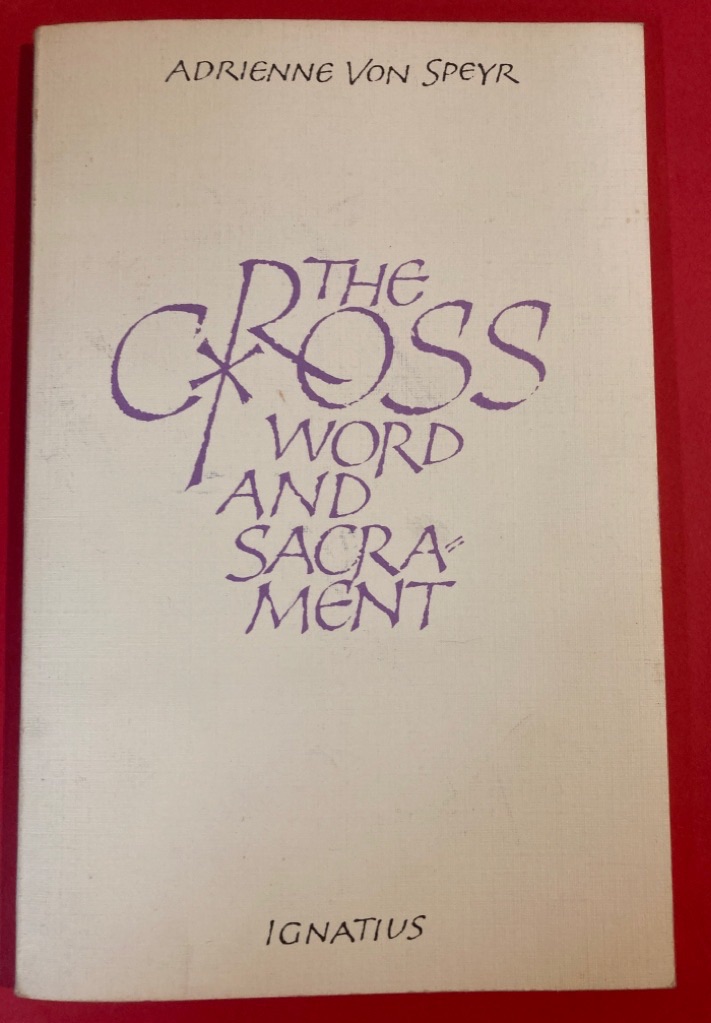 ADRIENNE VON SPEYR
THE
CROSS
WORD
AND
SACRA=
MENT
IGNATIUS